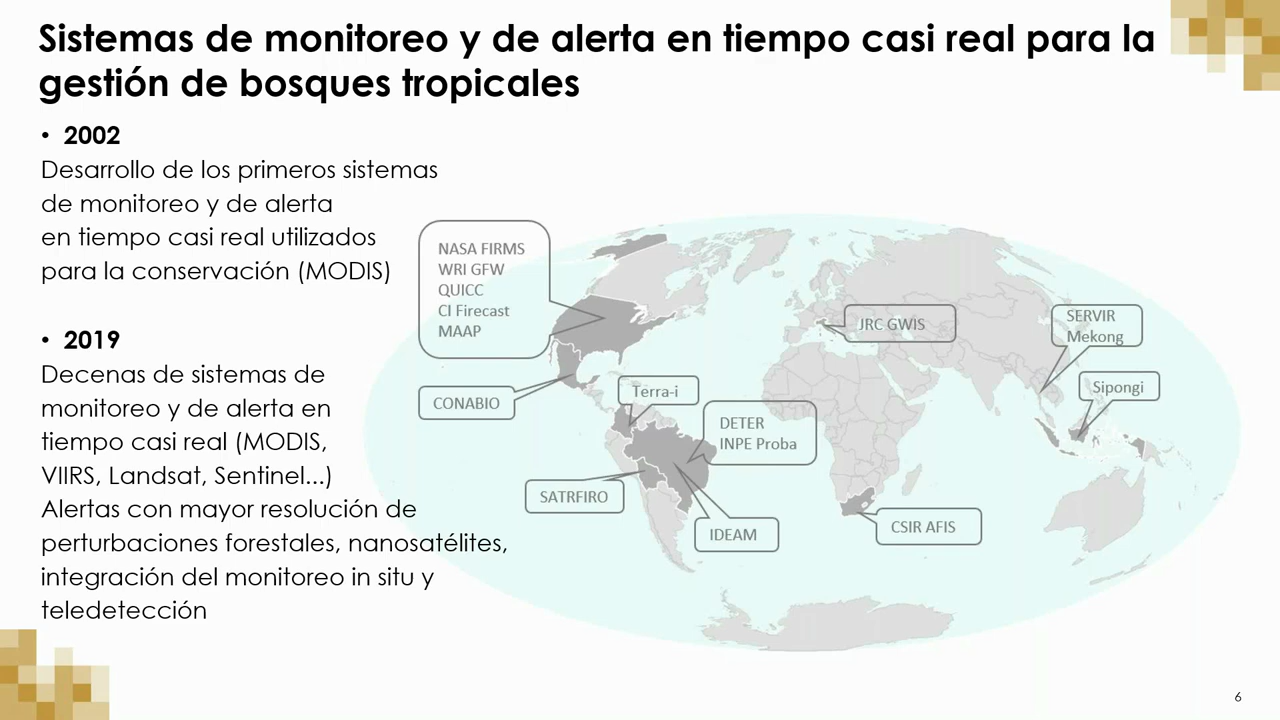 Sistemas de monitoreo y de alerta en tiempo casi real para la
gestión de bosques tropicales
• 2002
Desarrollo de los primeros sistemas
de monitoreo y de alerta
en tiempo casi real utilizados
para la conservación (MODIS)
• 2019
Decenas de sistemas de
monitoreo y de alerta en
tiempo casi real (MODIS,
VIIRS, Landsat, Sentinel...)
Alertas con mayor resolución de
perturbaciones forestales, nanosatélites,
integración del monitoreo in situ y
teledetección
NASA FIRMS
WRI GFW
QUICC
CI Firecast
MAAP
CONABIO
Terra-i
DETER
INPE Proba
SATRFIRO
IDEAM
JRC GWIS
CSIR AFIS
SERVIR
Mekong
Sipongi
6